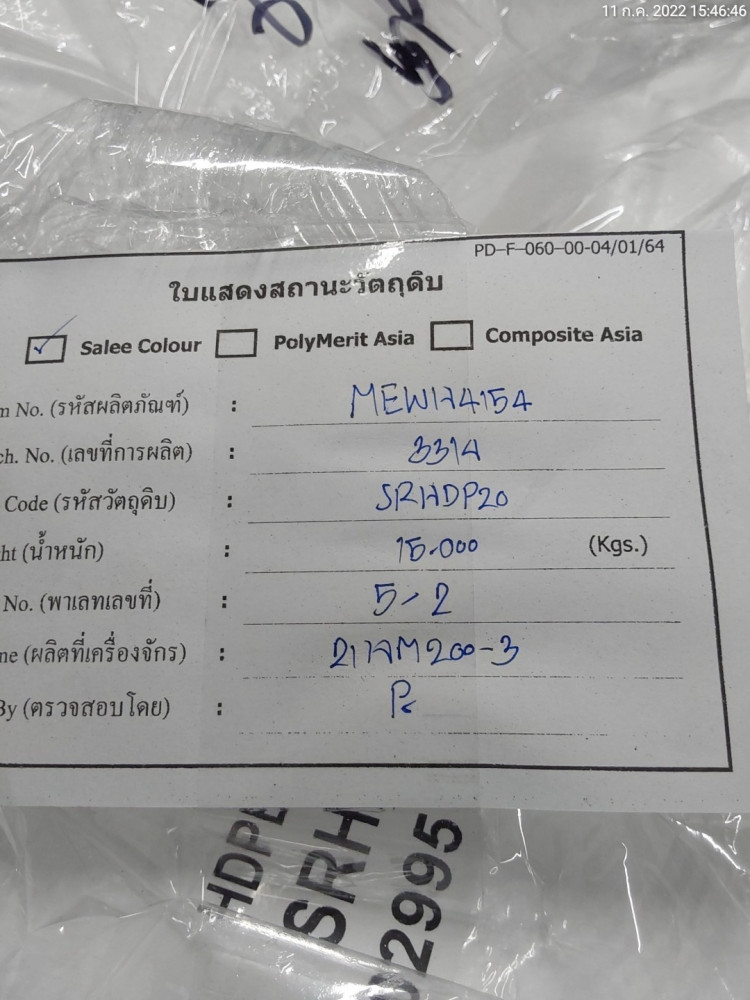 11 ก.ค. 2022 15:46:46
PD-F-060-00-04/01/64
ใบแสดงสถานะวัตถุดิบ
Salee Colour PolyMerit Asia Composite Asia
m No. (รหัสผลิตภัณฑ์) :
ch. No. (เลขที่การผลิต) : 3314
Code (รหัสวัตถุดิบ) : SRHDP20
ht (น้ำหนัก) : 15.000 (Kgs.)
No. (พาเลทเลขที่) : 5-2
ne (ผลิตที่เครื่องจักร) :
By (ตรวจสอบโดย) :
HDPE
SRH
02995